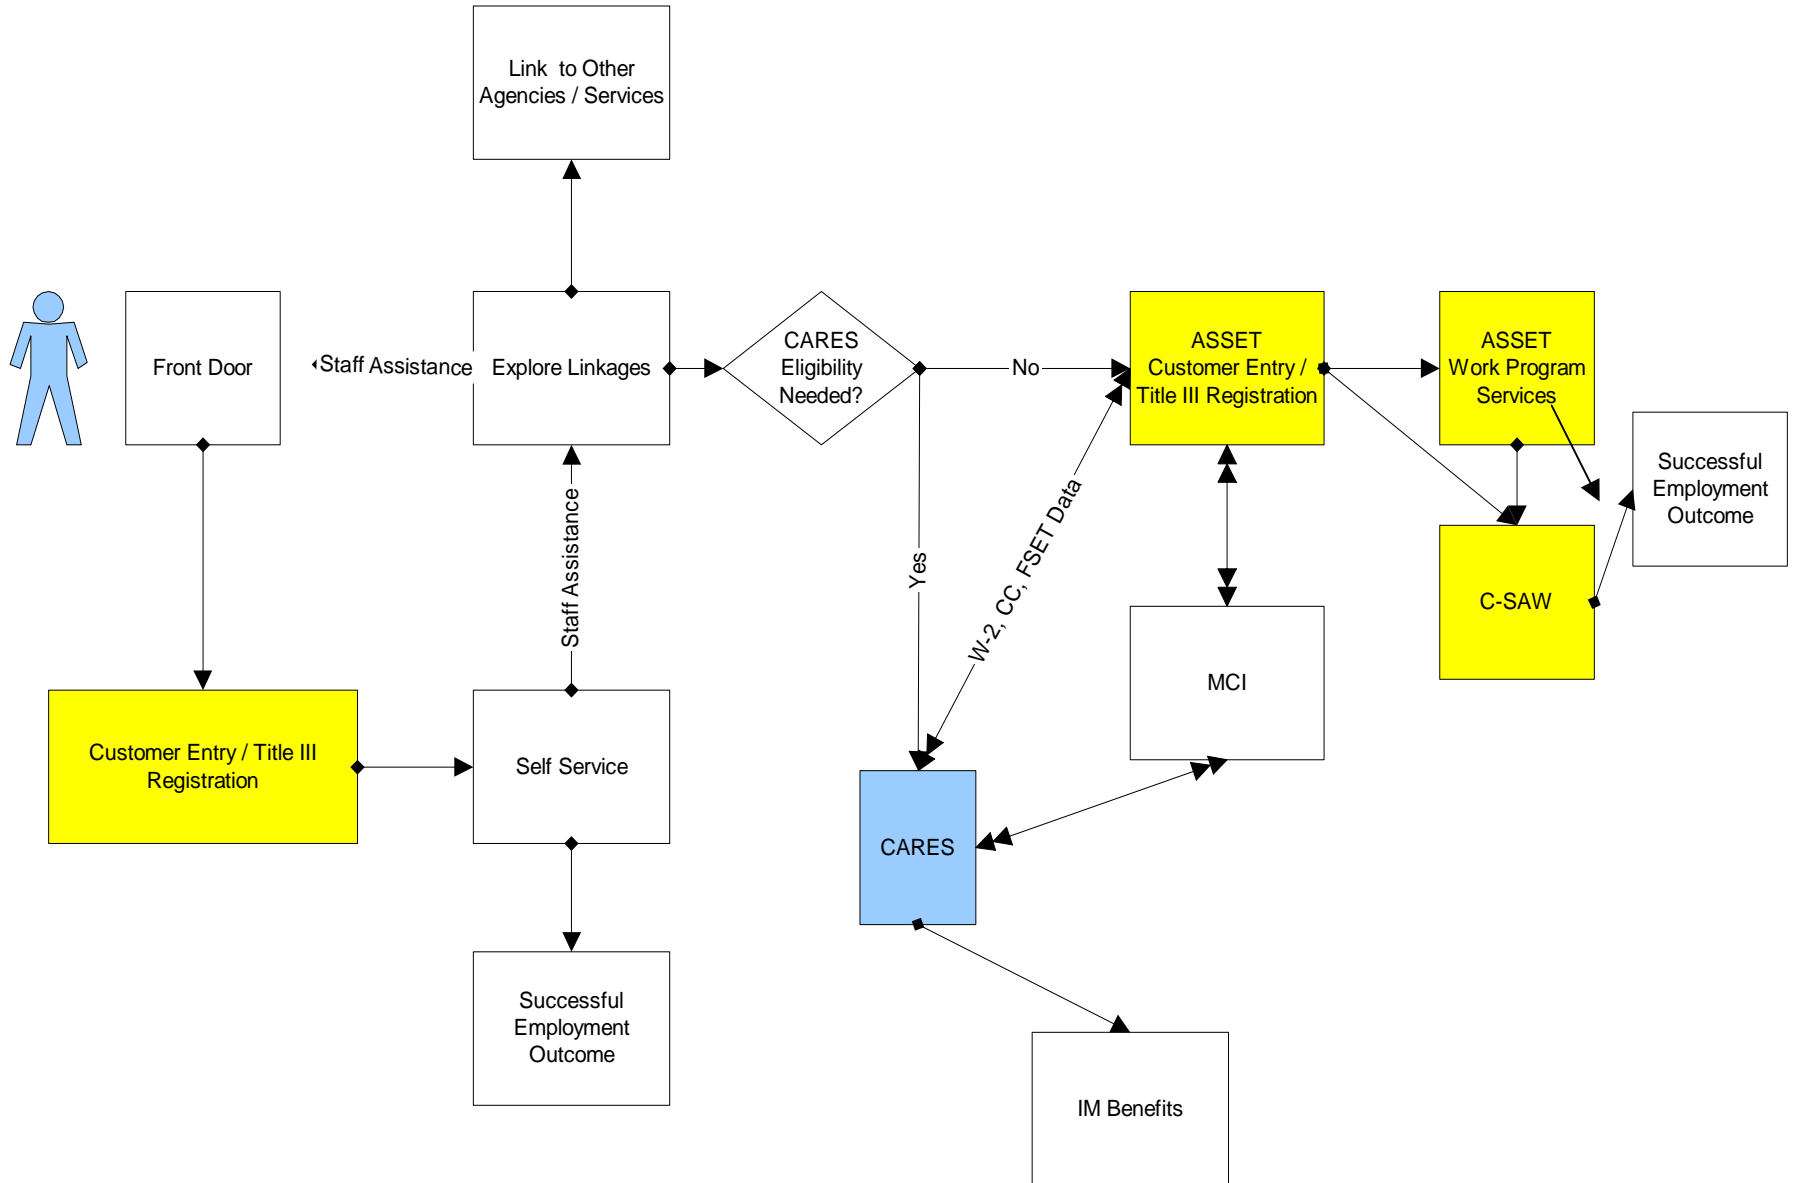 Link to Other
Agencies / Services
Front Door
Staff Assistance
Explore Linkages
CARES
Eligibility
Needed?
No
ASSET
Customer Entry /
Title III Registration
ASSET
Work Program
Services
Successful
Employment
Outcome
Staff Assistance
Yes
W-2, CC, FSET Data
C-SAW
MCI
Customer Entry / Title III
Registration
Self Service
CARES
Successful
Employment
Outcome
IM Benefits